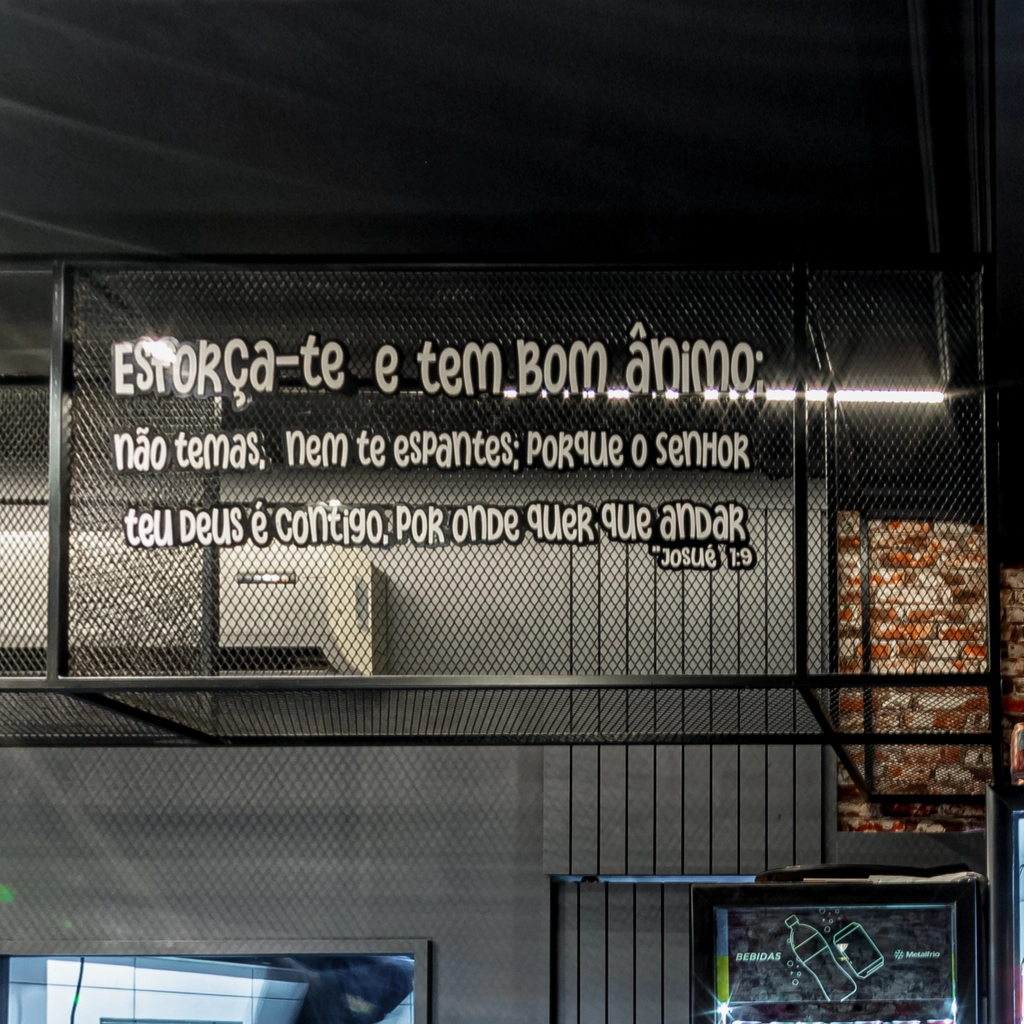 Esforça-te e tem bom ânimo;
não temas, nem te espantes; porque o senhor
teu Deus é contigo, por onde quer que andar
"Josué" 1:9
BEBIDAS
Metalfrio